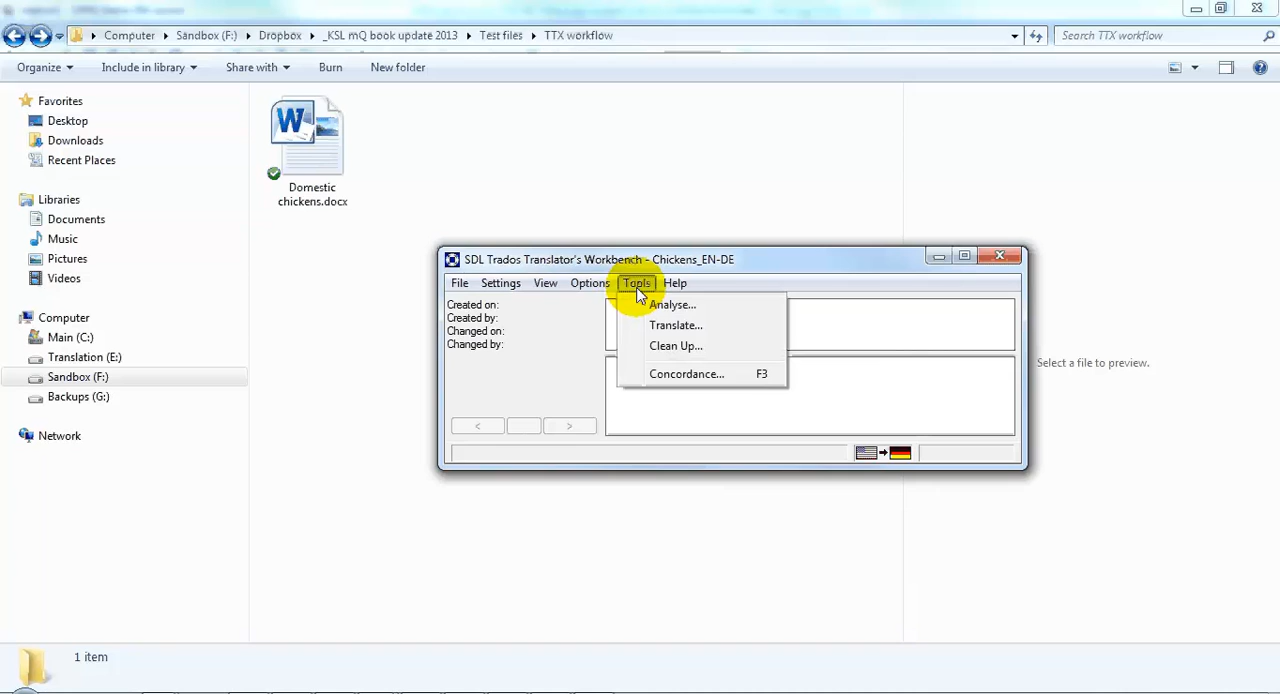 Computer
Sandbox (F:)
Dropbox
_KSL mQ book update 2013
Test files
TTX workflow
Search TTX workflow
Organize
Include in library
Share with
Burn
New folder
Favorites
Desktop
Downloads
Recent Places
Libraries
Documents
Music
Pictures
Videos
Computer
Main (C:)
Translation (E:)
Sandbox (F:)
Backups (G:)
Network
Domestic
chickens.docx
SDL Trados Translator's Workbench - Chickens_EN-DE
File
Settings
View
Options
Tools
Help
Created on:
Created by:
Changed on:
Changed by:
Analyse...
Translate...
Clean Up...
Concordance... F3
<
>
Select a file to preview.
1 item